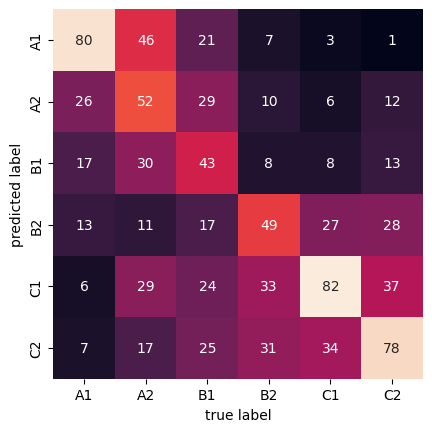 A1 80 46 21 7 3 1
A2 26 52 29 10 6 12
B1 17 30 43 8 8 13
B2 13 11 17 49 27 28
C1 6 29 24 33 82 37
C2 7 17 25 31 34 78
A1 A2 B1 B2 C1 C2
true label
predicted label